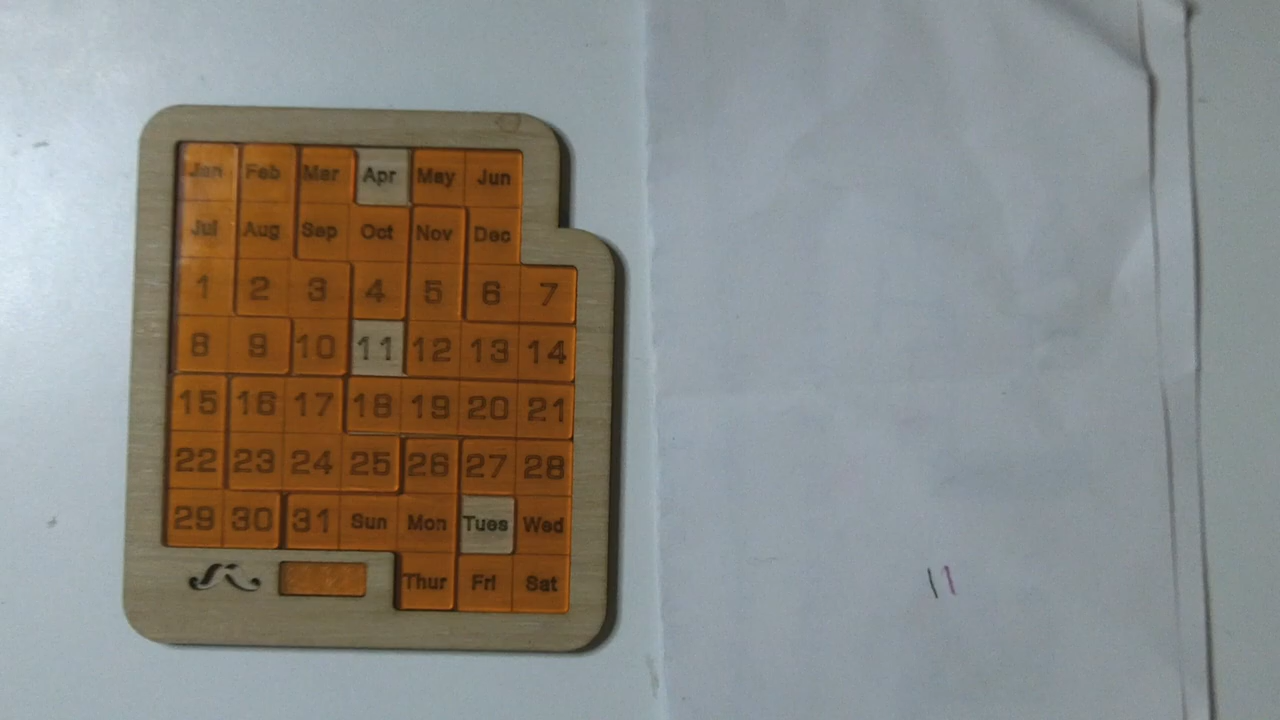 Jan Feb Mar Apr May Jun
Jul Aug Sep Oct Nov Dec
1 2 3 4 5 6 7
8 9 10 11 12 13 14
15 16 17 18 19 20 21
22 23 24 25 26 27 28
29 30 31 Sun Mon Tues Wed
Thur Fri Sat
11